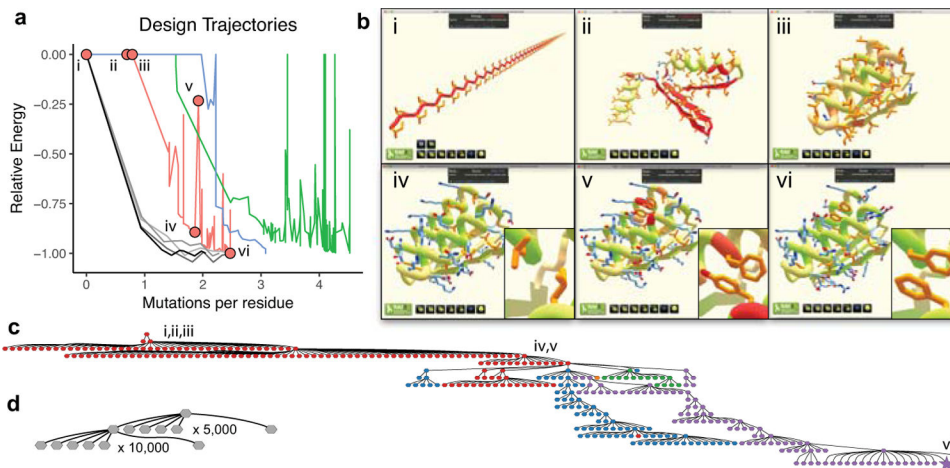 a
Design Trajectories
Relative Energy
0.00
−0.25
−0.50
−0.75
−1.00
i
ii
iii
v
iv
vi
0
1
2
3
4
Mutations per residue
b
i
ii
iii
iv
v
vi
c
i,ii,iii
iv,v
d
x 5,000
x 10,000